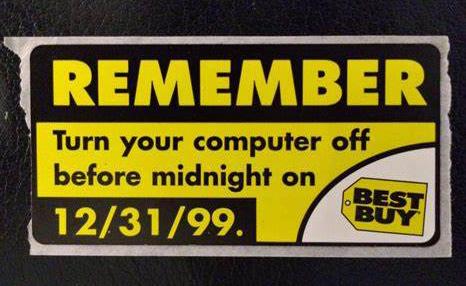 REMEMBER
Turn your computer off
before midnight on
12/31/99.
BEST
BUY